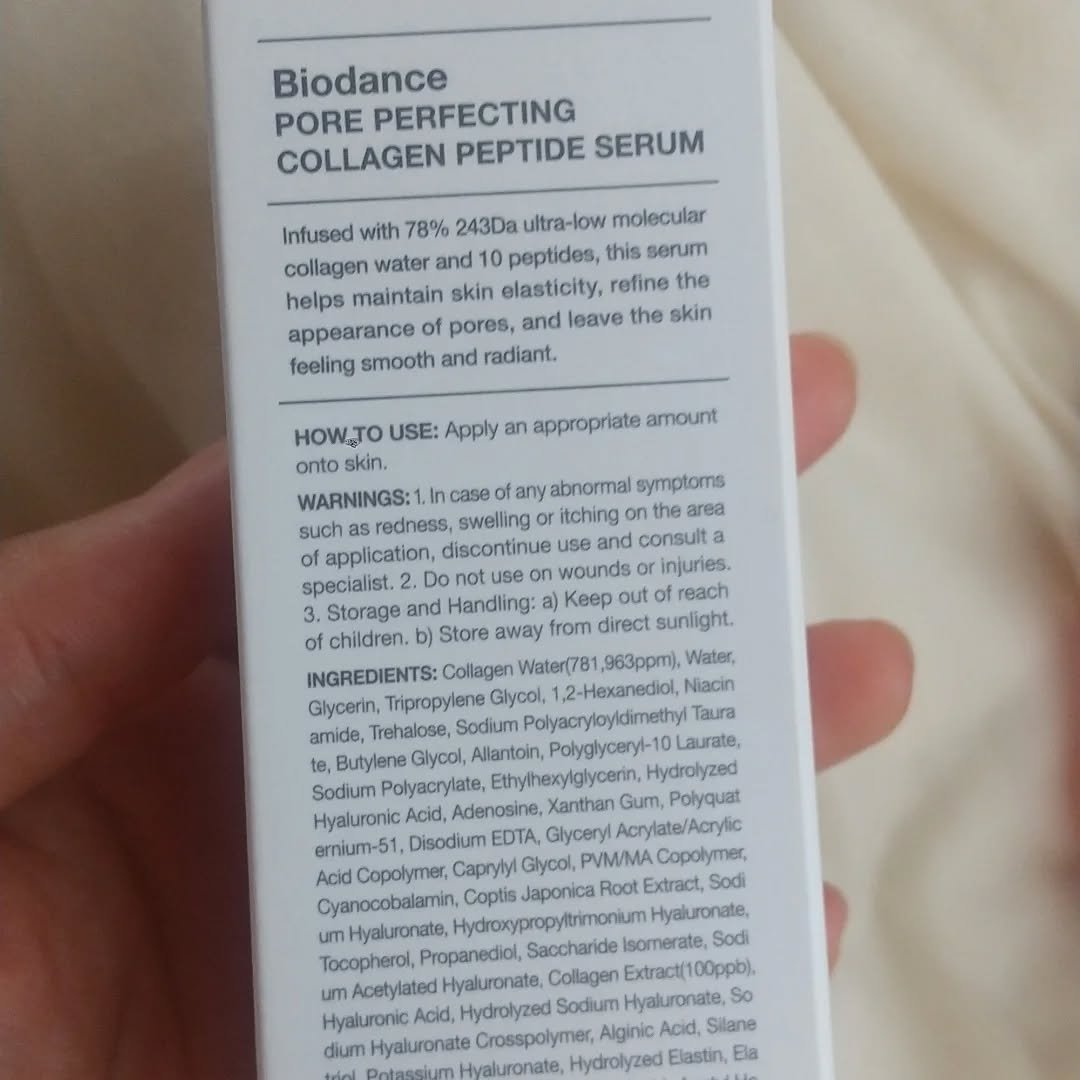 Biodance
PORE PERFECTING
COLLAGEN PEPTIDE SERUM
Infused with 78% 243Da ultra-low molecular
collagen water and 10 peptides, this serum
helps maintain skin elasticity, refine the
appearance of pores, and leave the skin
feeling smooth and radiant.
HOW TO USE: Apply an appropriate amount
onto skin.
WARNINGS: 1. In case of any abnormal symptoms
such as redness, swelling or itching on the area
of application, discontinue use and consult a
specialist. 2. Do not use on wounds or injuries.
3. Storage and Handling: a) Keep out of reach
of children. b) Store away from direct sunlight.
INGREDIENTS: Collagen Water(781,963ppm), Water,
Glycerin, Tripropylene Glycol, 1,2-Hexanediol, Niacin
amide, Trehalose, Sodium Polyacryloyldimethyl Taura
te, Butylene Glycol, Allantoin, Polyglyceryl-10 Laurate,
Sodium Polyacrylate, Ethylhexylglycerin, Hydrolyzed
Hyaluronic Acid, Adenosine, Xanthan Gum, Polyquat
ernium-51, Disodium EDTA, Glyceryl Acrylate/Acrylic
Acid Copolymer, Caprylyl Glycol, PVM/MA Copolymer,
Cyanocobalamin, Coptis Japonica Root Extract, Sodi
um Hyaluronate, Hydroxypropyltrimonium Hyaluronate,
Tocopherol, Propanediol, Saccharide Isomerate, Sodi
um Acetylated Hyaluronate, Collagen Extract(100ppb),
Hyaluronic Acid, Hydrolyzed Sodium Hyaluronate, So
dium Hyaluronate Crosspolymer, Alginic Acid, Silane
triol, Potassium Hyaluronate, Hydrolyzed Elastin, Ela